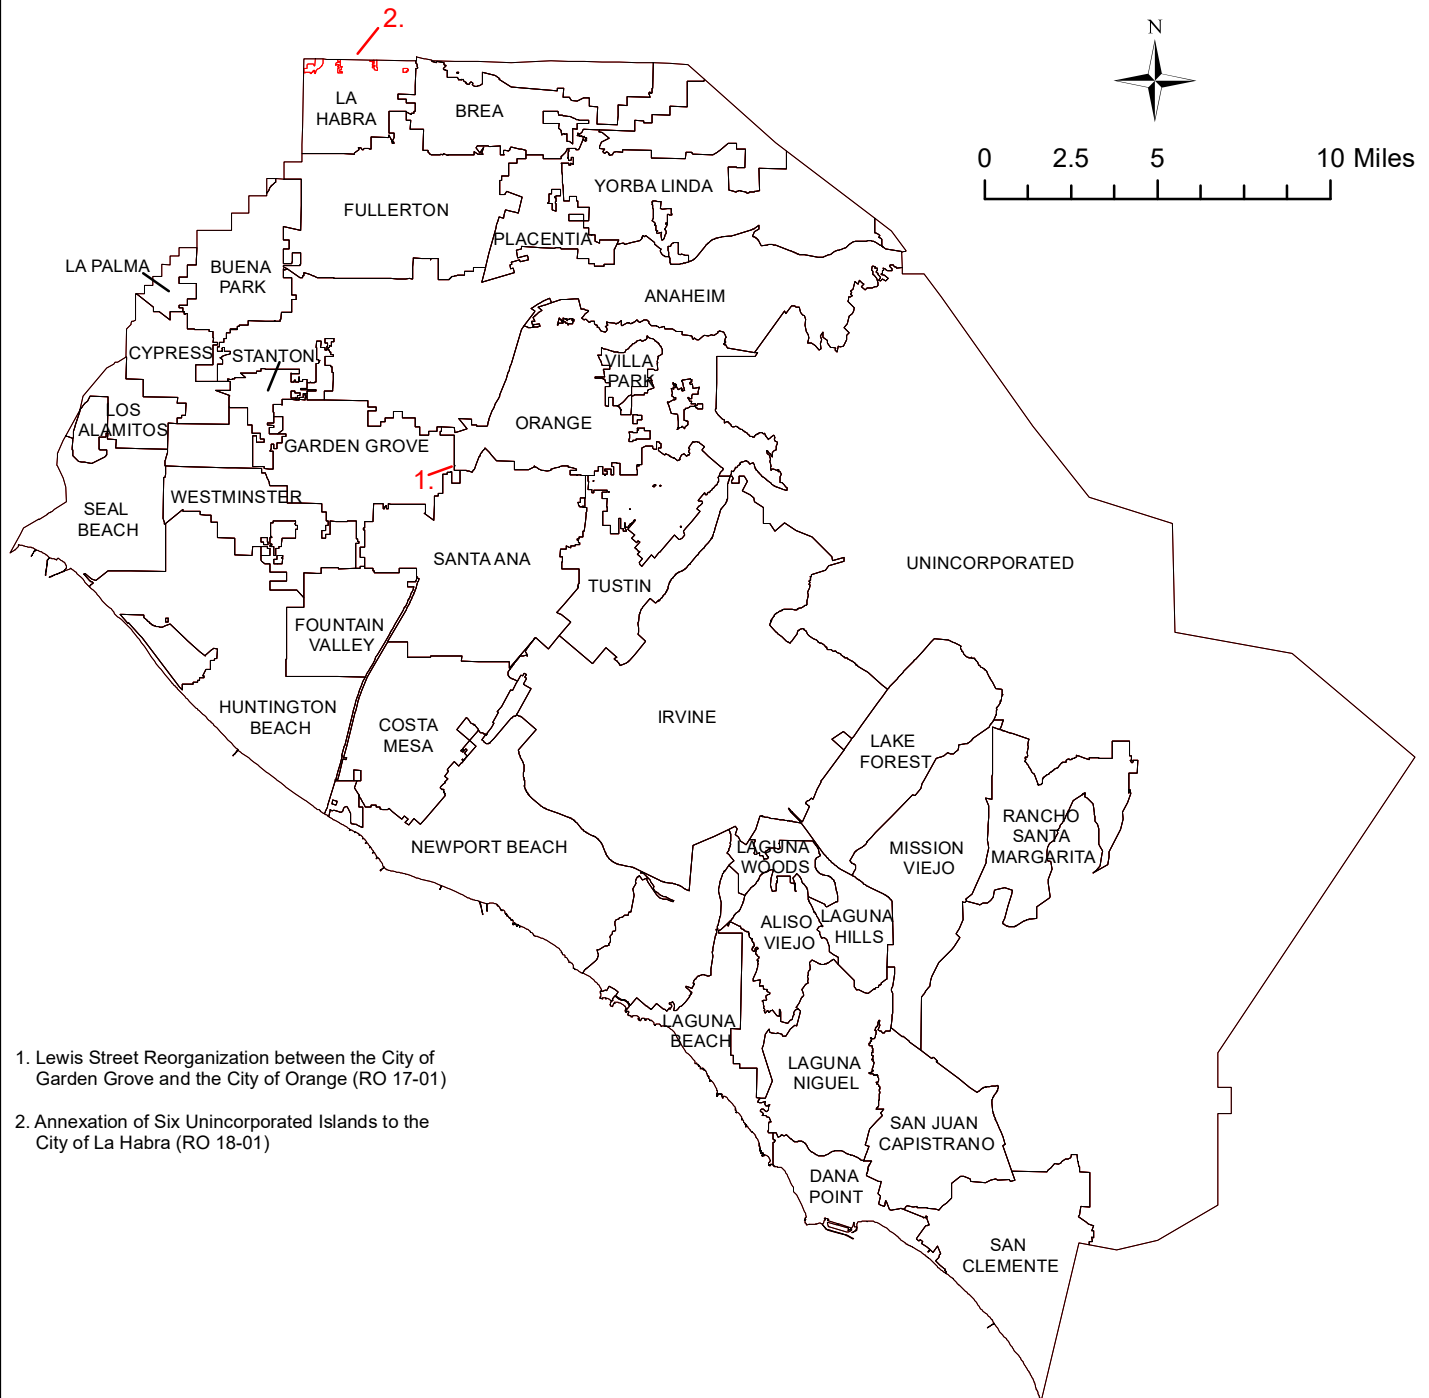 2.
N
LA
HABRA
BREA
0 2.5 5 10 Miles
YORBA LINDA
FULLERTON
PLACENTIA
LA PALMA
BUENA
PARK
ANAHEIM
CYPRESS
STANTON
VILLA
PARK
LOS
ALAMITOS
ORANGE
GARDEN GROVE
1.
WESTMINSTER
SEAL
BEACH
SANTA ANA
UNINCORPORATED
TUSTIN
FOUNTAIN
VALLEY
HUNTINGTON
BEACH
COSTA
MESA
IRVINE
LAKE
FOREST
RANCHO
SANTA
MARGARITA
NEWPORT BEACH
LAGUNA
WOODS
MISSION
VIEJO
ALISO
VIEJO
LAGUNA
HILLS
LAGUNA
BEACH
1. Lewis Street Reorganization between the City of
Garden Grove and the City of Orange (RO 17-01)
LAGUNA
NIGUEL
2. Annexation of Six Unincorporated Islands to the
City of La Habra (RO 18-01)
SAN JUAN
CAPISTRANO
DANA
POINT
SAN
CLEMENTE